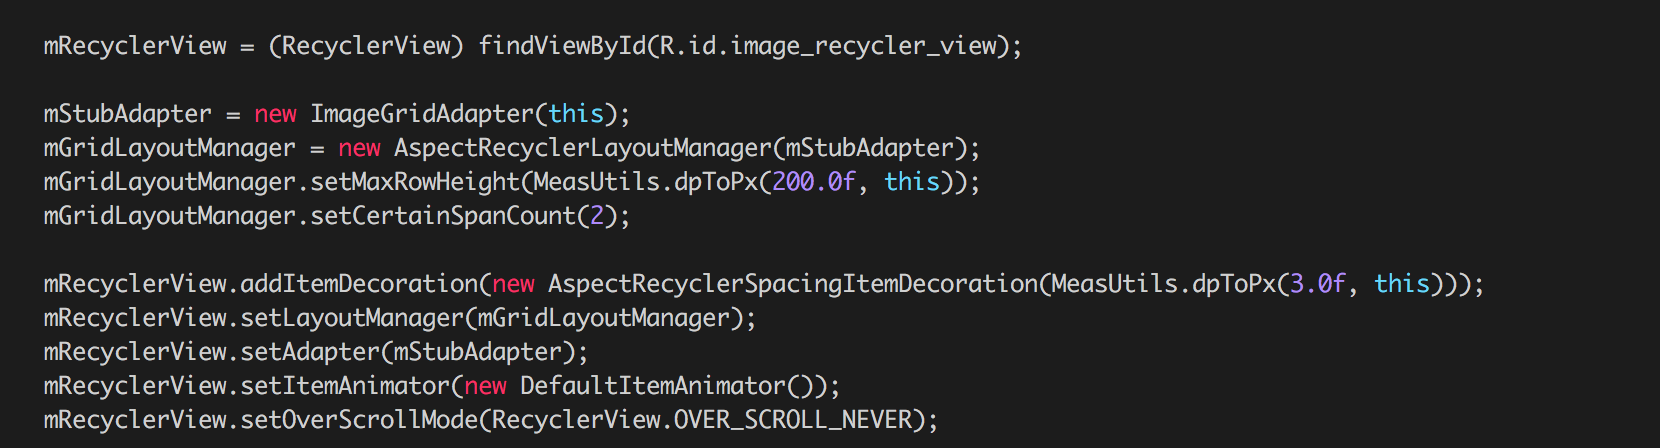 mRecyclerView = (RecyclerView) findViewById(R.id.image_recycler_view);
mStubAdapter = new ImageGridAdapter(this);
mGridLayoutManager = new AspectRecyclerLayoutManager(mStubAdapter);
mGridLayoutManager.setMaxRowHeight(MeasUtils.dpToPx(200.0f, this));
mGridLayoutManager.setCertainSpanCount(2);
mRecyclerView.addItemDecoration(new AspectRecyclerSpacingItemDecoration(MeasUtils.dpToPx(3.0f, this)));
mRecyclerView.setLayoutManager(mGridLayoutManager);
mRecyclerView.setAdapter(mStubAdapter);
mRecyclerView.setItemAnimator(new DefaultItemAnimator());
mRecyclerView.setOverScrollMode(RecyclerView.OVER_SCROLL_NEVER);